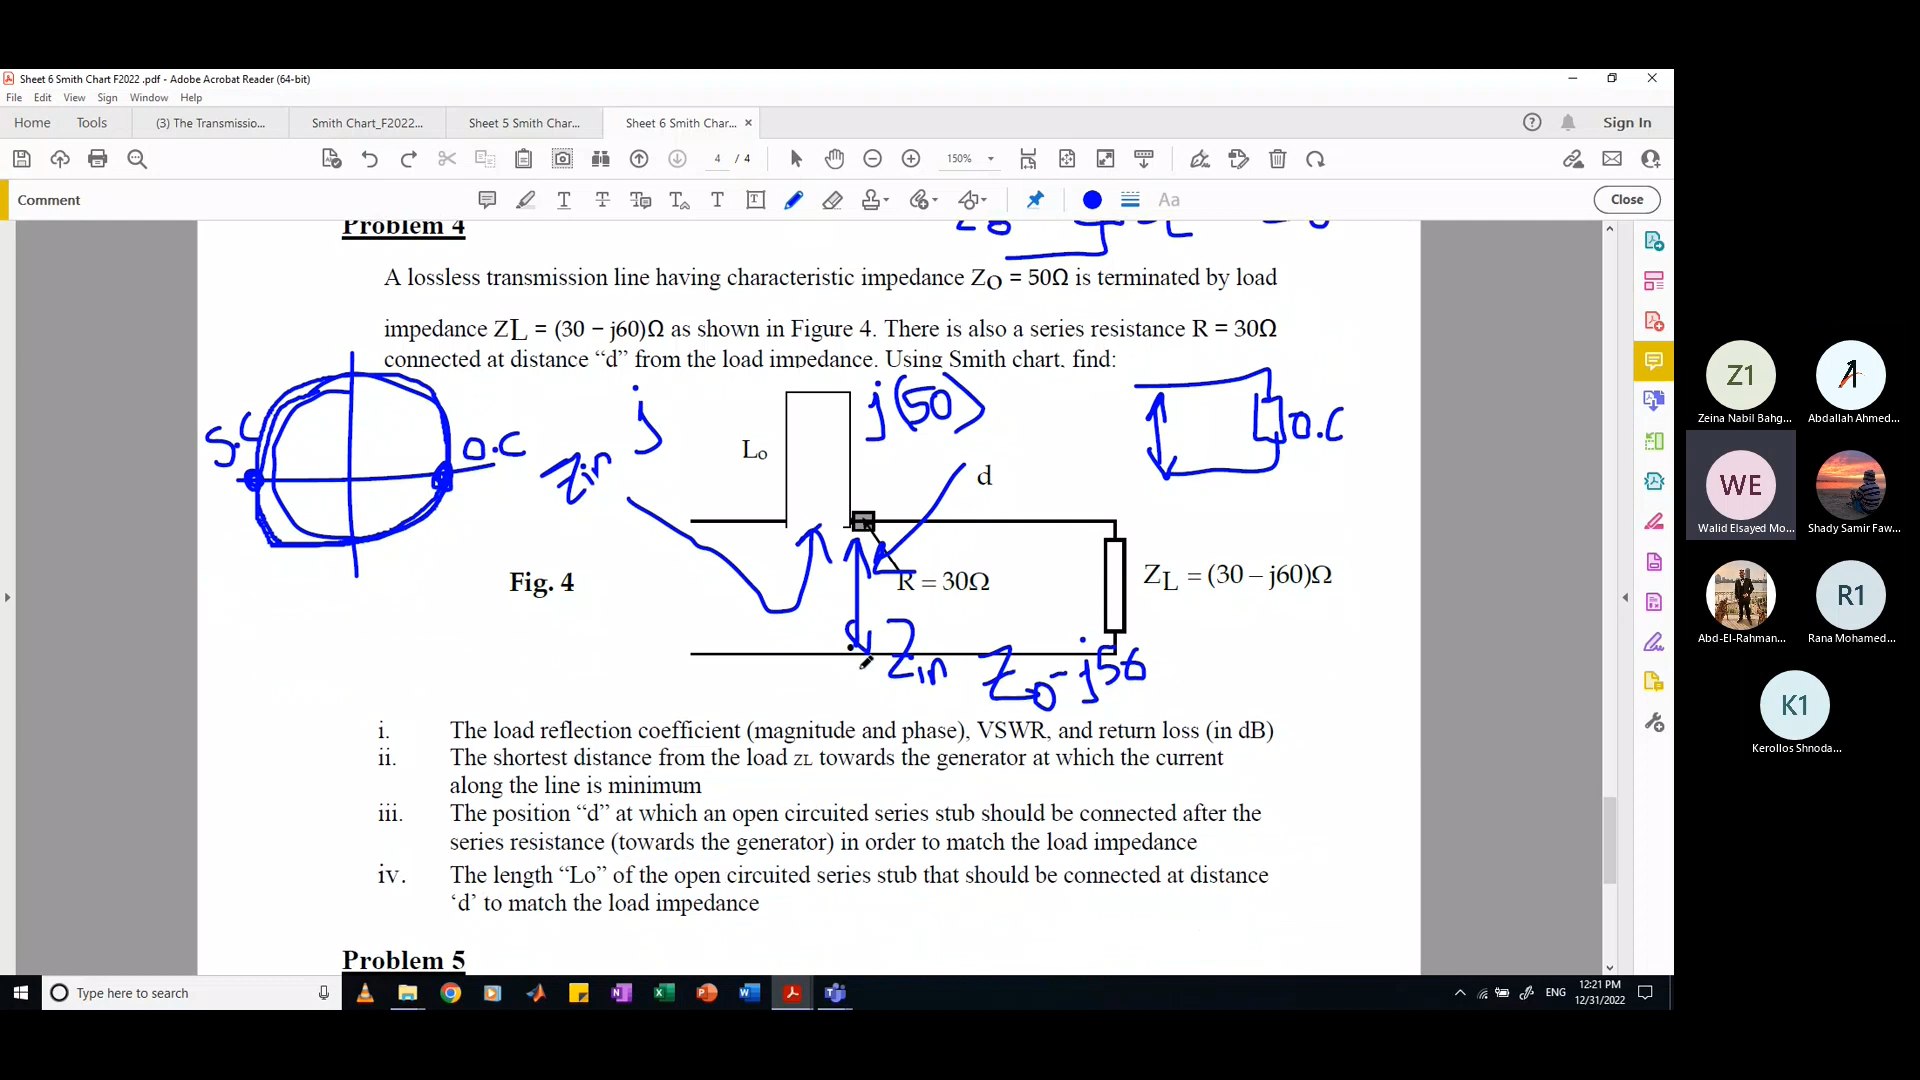 Sheet 6 Smith Chart F2022 .pdf - Adobe Acrobat Reader (64-bit)
File Edit View Sign Window Help
Home Tools (3) The Transmissio... Smith Chart_F2022... Sheet 5 Smith Char... Sheet 6 Smith Char... Sign In
4 / 4 150%
Comment Close
Problem 4
A lossless transmission line having characteristic impedance ZO = 50Ω is terminated by load
impedance ZL = (30 − j60)Ω as shown in Figure 4. There is also a series resistance R = 30Ω
connected at distance “d” from the load impedance. Using Smith chart, find:
S.C
O.C
Zin
j
j(50)
O.C
Lo
d
Fig. 4
R = 30Ω
ZL = (30 – j60)Ω
Zin
Zo - j50
i. The load reflection coefficient (magnitude and phase), VSWR, and return loss (in dB)
ii. The shortest distance from the load ZL towards the generator at which the current
along the line is minimum
iii. The position “d” at which an open circuited series stub should be connected after the
series resistance (towards the generator) in order to match the load impedance
iv. The length “Lo” of the open circuited series stub that should be connected at distance
‘d’ to match the load impedance
Problem 5
Z1
Zeina Nabil Bahg...
Abdallah Ahmed...
WE
Walid Elsayed Mo...
Shady Samir Faw...
Abd-El-Rahman...
R1
Rana Mohamed...
K1
Kerollos Shnoda...
Type here to search
ENG
12:21 PM
12/31/2022